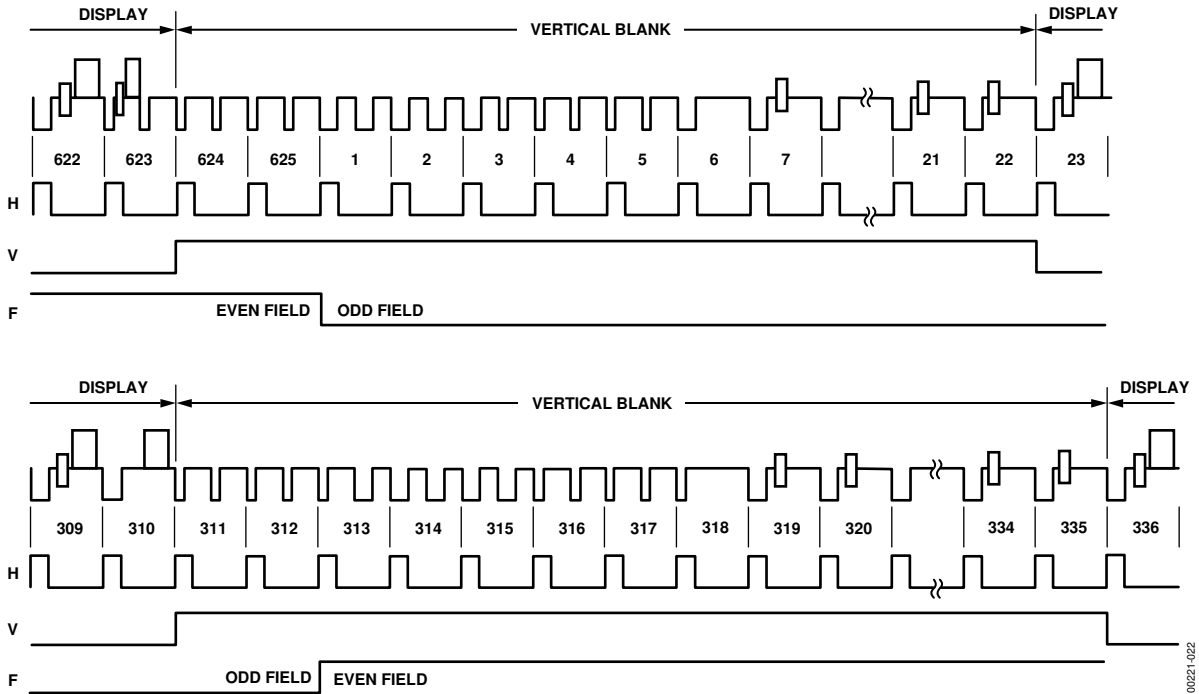 DISPLAY
VERTICAL BLANK
DISPLAY
622 623 624 625 1 2 3 4 5 6 7 21 22 23
H
V
EVEN FIELD ODD FIELD
F
DISPLAY
VERTICAL BLANK
DISPLAY
309 310 311 312 313 314 315 316 317 318 319 320 334 335 336
H
V
ODD FIELD EVEN FIELD
F
00221-022